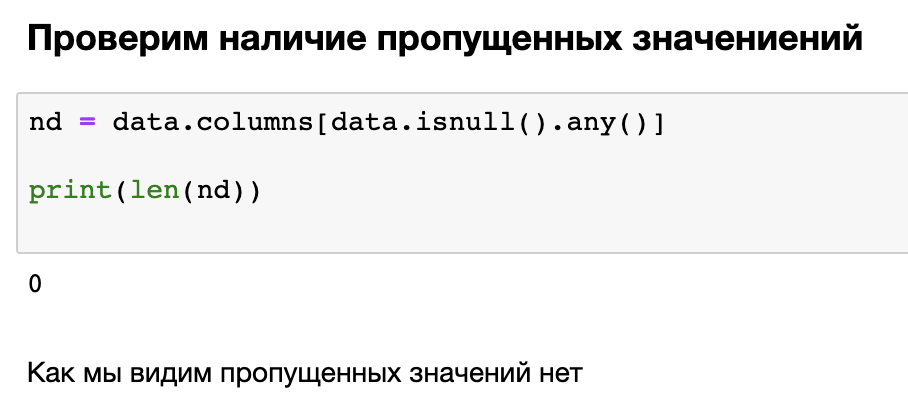 Проверим наличие пропущенных значениений
nd = data.columns[data.isnull().any()]
print(len(nd))
0
Как мы видим пропущенных значений нет